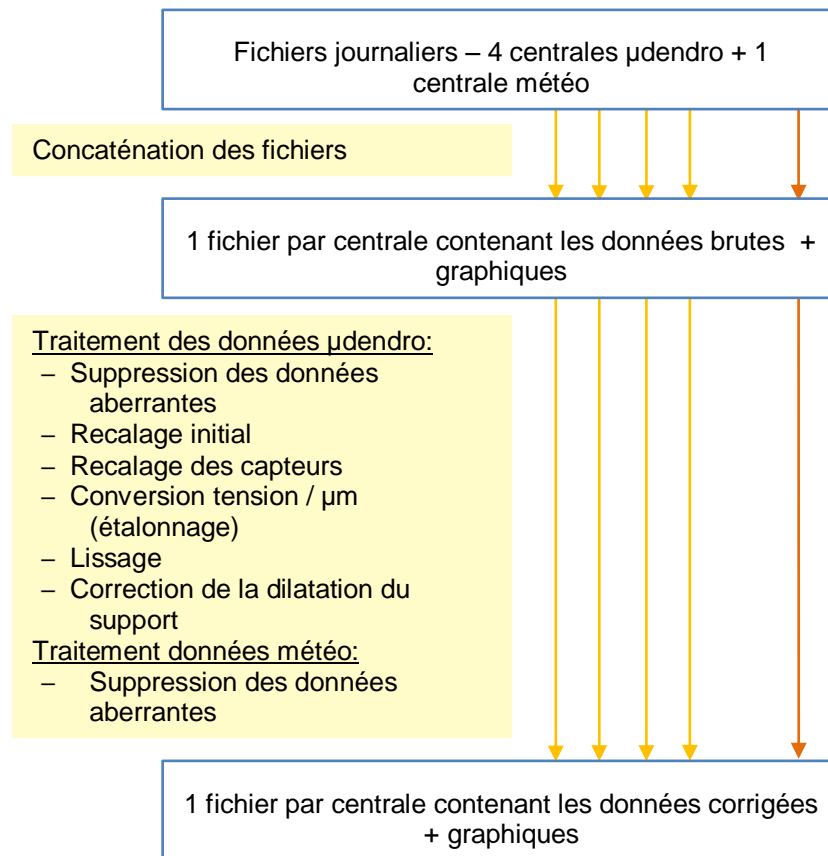 Fichiers journaliers – 4 centrales µdendro + 1
centrale météo
Concaténation des fichiers
1 fichier par centrale contenant les données brutes +
graphiques
Traitement des données µdendro:
– Suppression des données
aberrantes
– Recalage initial
– Recalage des capteurs
– Conversion tension / µm
(étalonnage)
– Lissage
– Correction de la dilatation du
support
Traitement données météo:
– Suppression des données
aberrantes
1 fichier par centrale contenant les données corrigées
+ graphiques